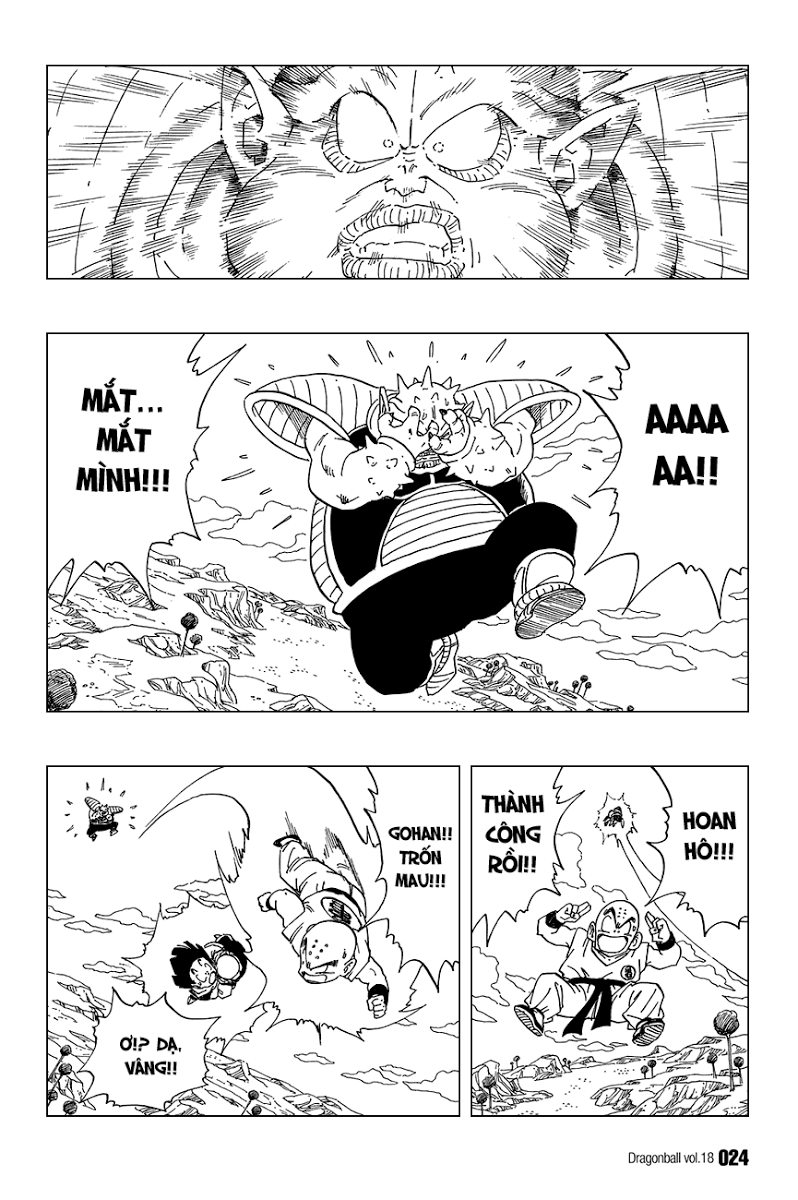 AAAA
AA!!
MẮT...
MẮT
MÌNH!!!
HOAN
HÔ!!!
THÀNH
CÔNG
RỒI!!
GOHAN!!
TRỐN
MAU!!!
Ơ!? DẠ,
VÂNG!!
Dragonball vol.18 024